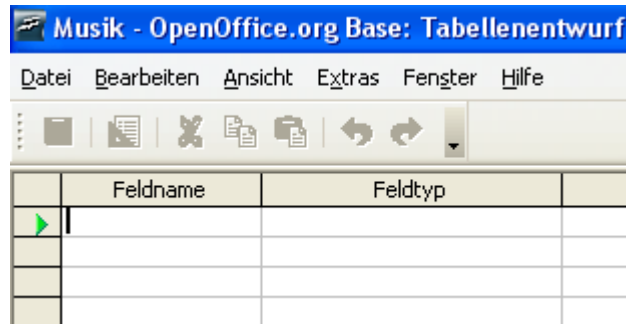 Musik - OpenOffice.org Base: Tabellenentwurf
Datei Bearbeiten Ansicht Extras Fenster Hilfe
Feldname Feldtyp